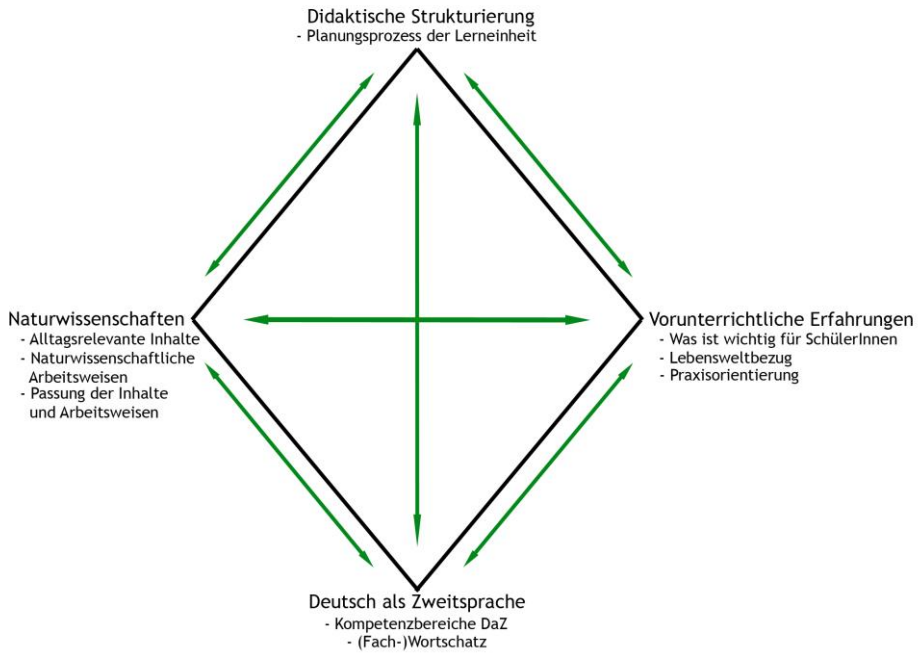 Didaktische Strukturierung
- Planungsprozess der Lerneinheit
Naturwissenschaften
- Alltagsrelevante Inhalte
- Naturwissenschaftliche
Arbeitsweisen
- Passung der Inhalte
und Arbeitsweisen
Vorunterrichtliche Erfahrungen
- Was ist wichtig für SchülerInnen
- Lebensweltbezug
- Praxisorientierung
Deutsch als Zweitsprache
- Kompetenzbereiche DaZ
- (Fach-)Wortschatz